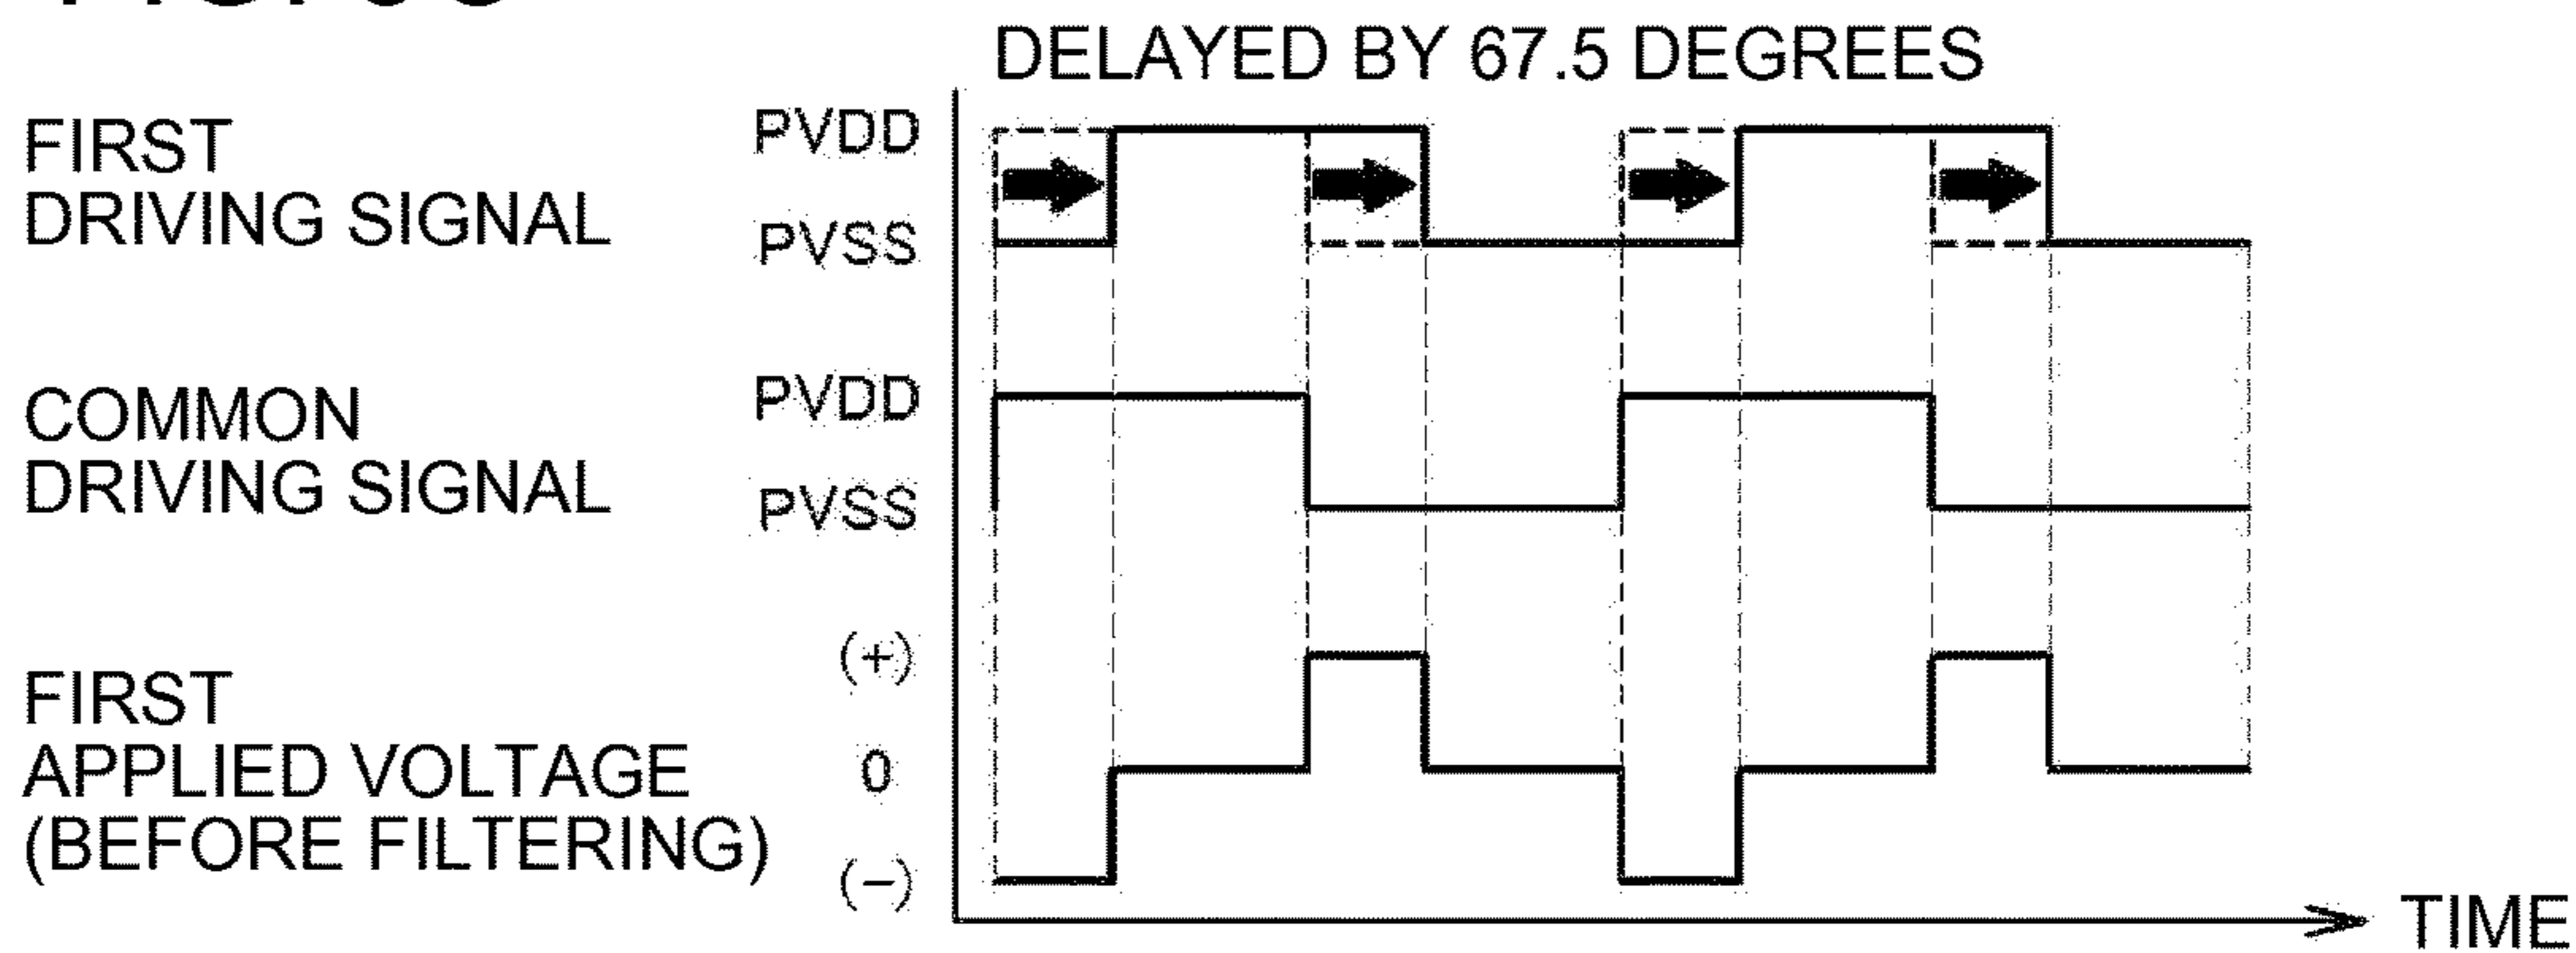 DELAYED BY 67.5 DEGREES
FIRST
DRIVING SIGNAL
PVDD
PVSS
COMMON
DRIVING SIGNAL
PVDD
PVSS
FIRST
APPLIED VOLTAGE
(BEFORE FILTERING)
(+)
0
(−)
TIME